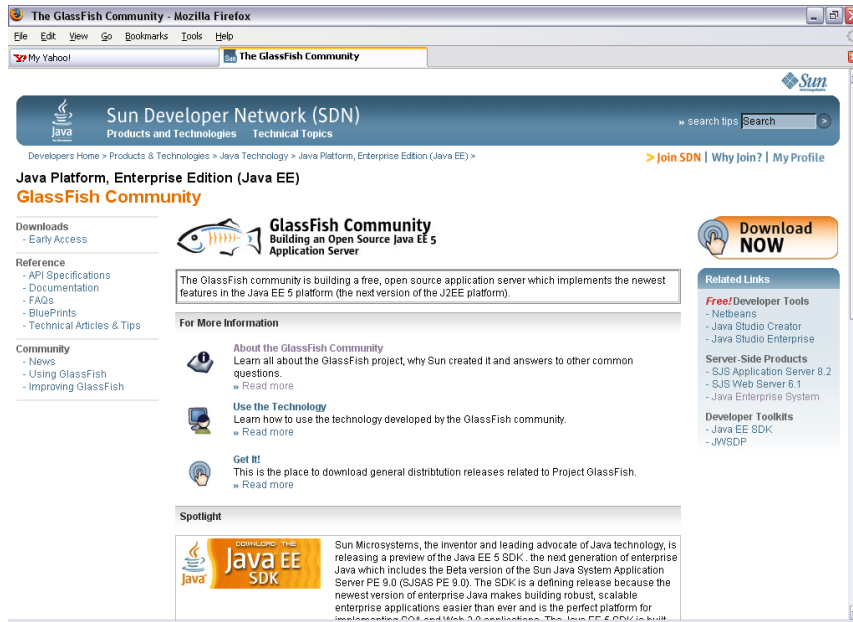 The GlassFish Community - Mozilla Firefox
File Edit View Go Bookmarks Tools Help
My Yahoo!
The GlassFish Community
Sun
microsystems
Java
Sun Developer Network (SDN)
Products and Technologies Technical Topics
» search tips Search
Developers Home > Products & Technologies > Java Technology > Java Platform, Enterprise Edition (Java EE) >
> Join SDN | Why Join? | My Profile
Java Platform, Enterprise Edition (Java EE)
GlassFish Community
Downloads
- Early Access
Reference
- API Specifications
- Documentation
- FAQs
- BluePrints
- Technical Articles & Tips
Community
- News
- Using GlassFish
- Improving GlassFish
GlassFish Community
Building an Open Source Java EE 5
Application Server
The GlassFish community is building a free, open source application server which implements the newest
features in the Java EE 5 platform (the next version of the J2EE platform).
For More Information
About the GlassFish Community
Learn all about the GlassFish project, why Sun created it and answers to other common
questions.
» Read more
Use the Technology
Learn how to use the technology developed by the GlassFish community.
» Read more
Get It!
This is the place to download general distribtution releases related to Project GlassFish.
» Read more
Spotlight
Java
DOWNLOAD THE
Java EE
SDK
Sun Microsystems, the inventor and leading advocate of Java technology, is
releasing a preview of the Java EE 5 SDK . the next generation of enterprise
Java which includes the Beta version of the Sun Java System Application
Server PE 9.0 (SJSAS PE 9.0). The SDK is a defining release because the
newest version of enterprise Java makes building robust, scalable
enterprise applications easier than ever and is the perfect platform for
implementing SOA and Web 2.0 applications. The Java EE 5 SDK is built
Download
NOW
Related Links
Free! Developer Tools
- Netbeans
- Java Studio Creator
- Java Studio Enterprise
Server-Side Products
- SJS Application Server 8.2
- SJS Web Server 6.1
- Java Enterprise System
Developer Toolkits
- Java EE SDK
- JWSDP